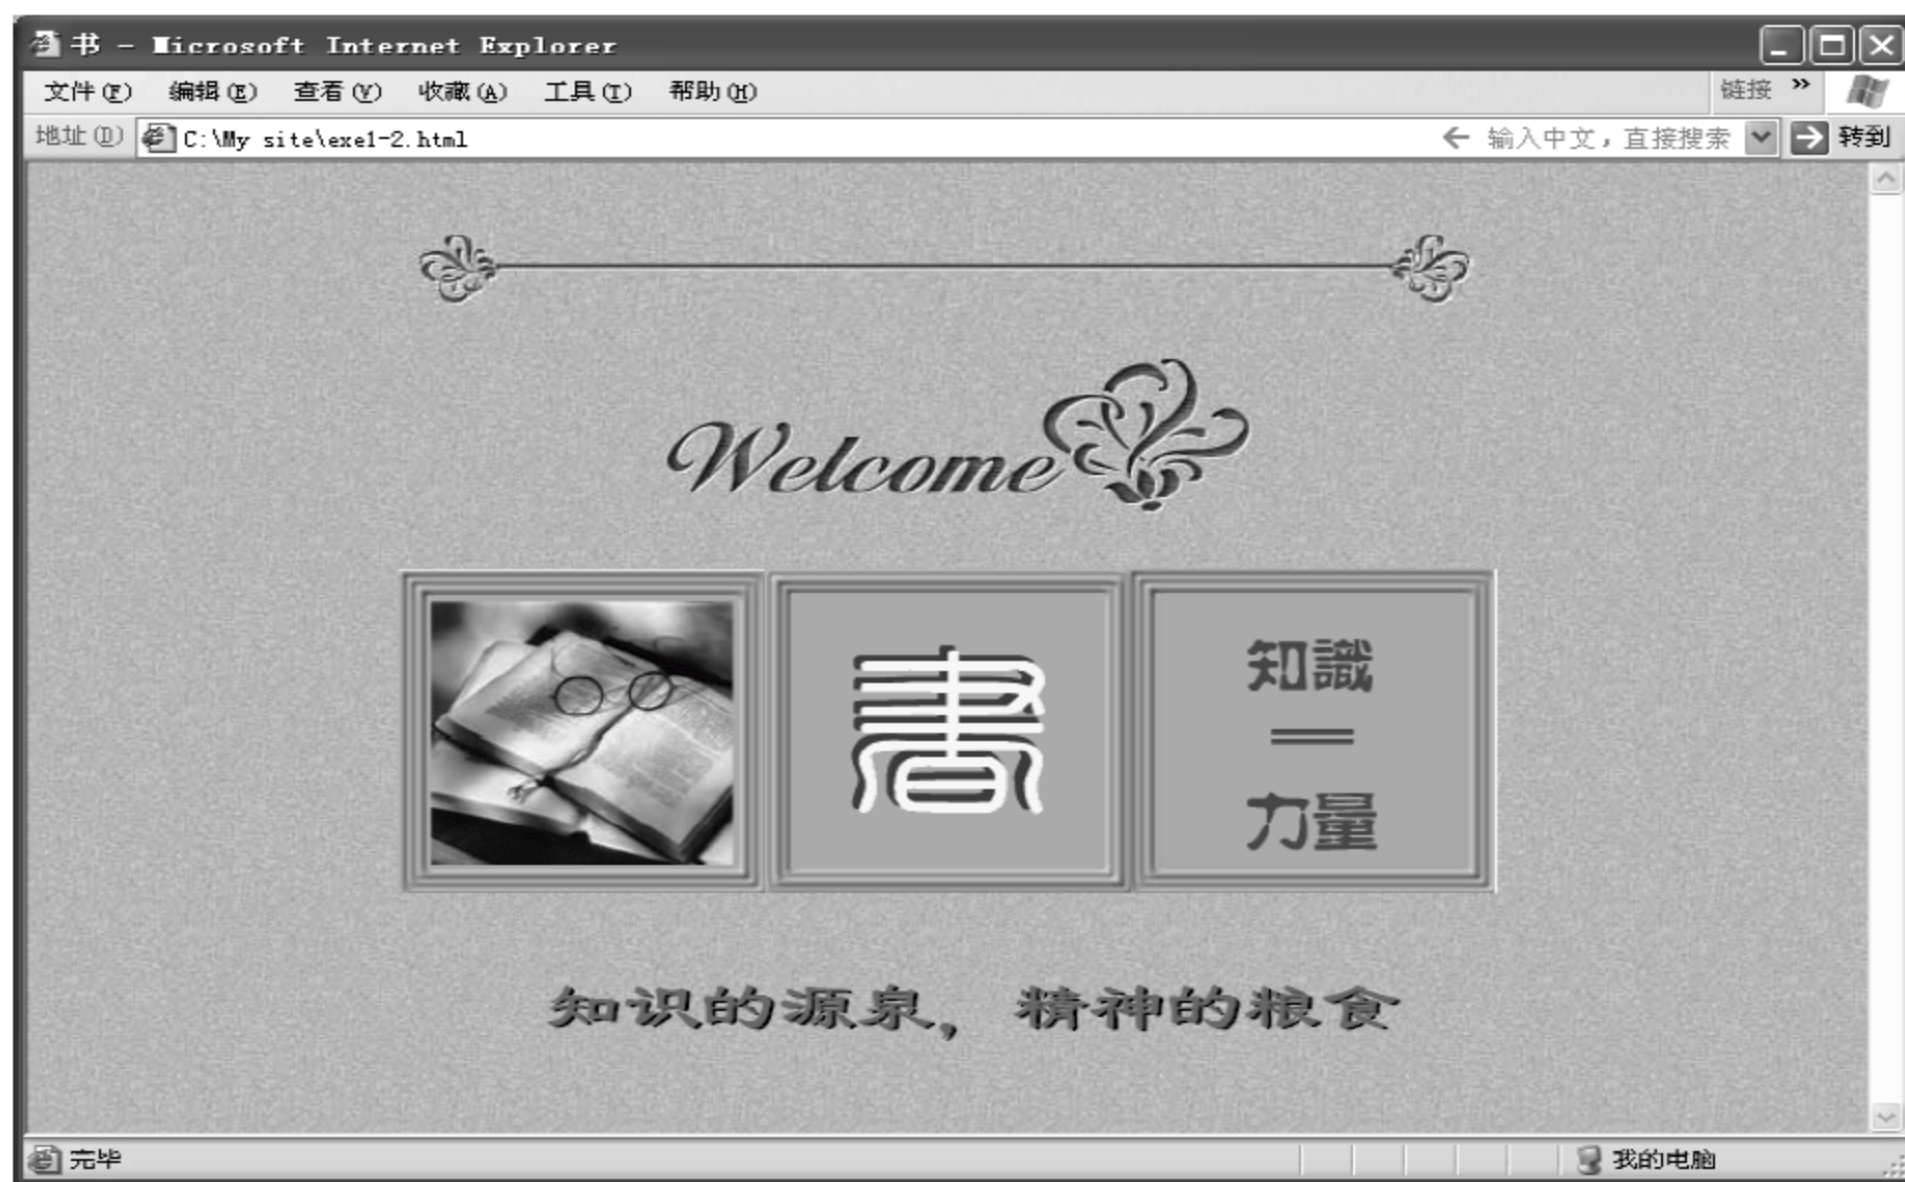 书 - Microsoft Internet Explorer
文件(F) 编辑(E) 查看(V) 收藏(A) 工具(T) 帮助(H) 链接 »
地址(D) C:\My site\exe1-2.html ← 输入中文，直接搜索 转到
Welcome
書
知識
=
力量
知识的源泉，精神的粮食
完毕 我的电脑